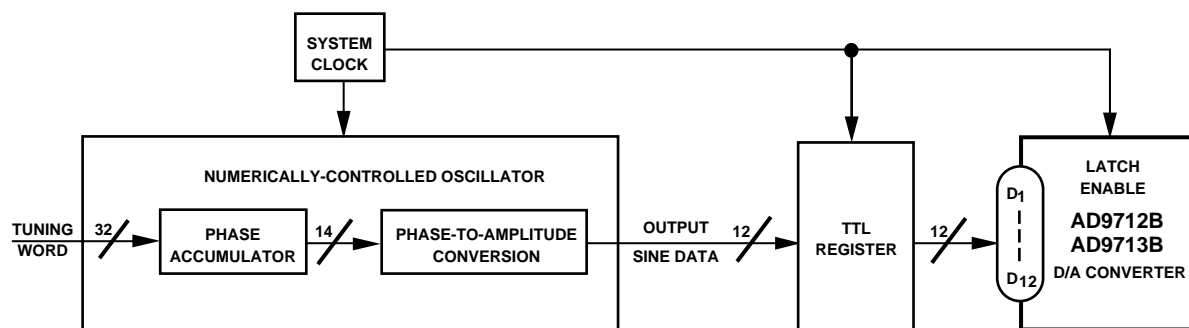 SYSTEM
CLOCK
NUMERICALLY-CONTROLLED OSCILLATOR
TUNING
WORD
32
PHASE
ACCUMULATOR
14
PHASE-TO-AMPLITUDE
CONVERSION
OUTPUT
SINE DATA
12
TTL
REGISTER
12
D1
D12
LATCH
ENABLE
AD9712B
AD9713B
D/A CONVERTER